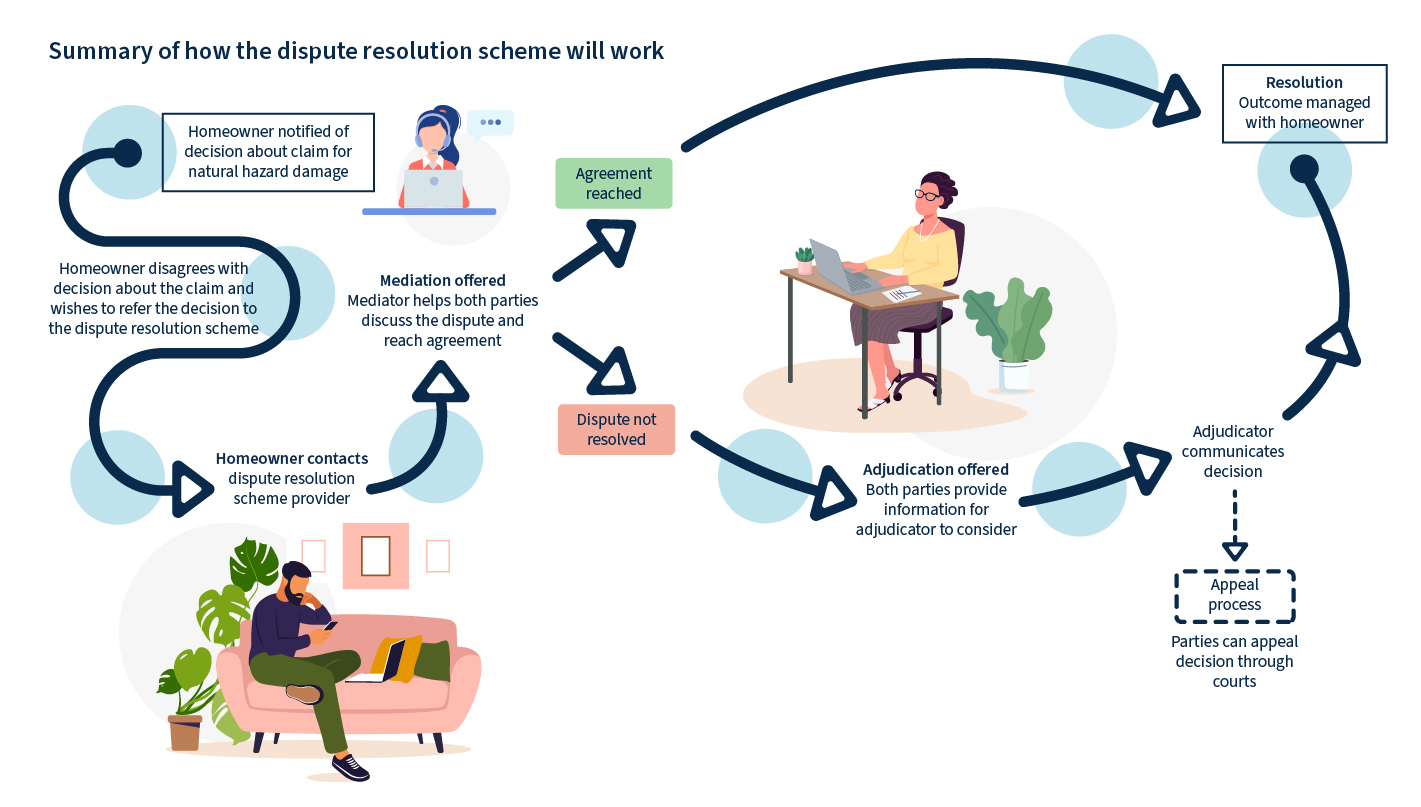 Summary of how the dispute resolution scheme will work
Homeowner notified of
decision about claim for
natural hazard damage
Homeowner disagrees with
decision about the claim and
wishes to refer the decision to
the dispute resolution scheme
Homeowner contacts
dispute resolution
scheme provider
Mediation offered
Mediator helps both parties
discuss the dispute and
reach agreement
Agreement
reached
Dispute not
resolved
Adjudication offered
Both parties provide
information for
adjudicator to consider
Adjudicator
communicates
decision
Appeal
process
Parties can appeal
decision through
courts
Resolution
Outcome managed
with homeowner